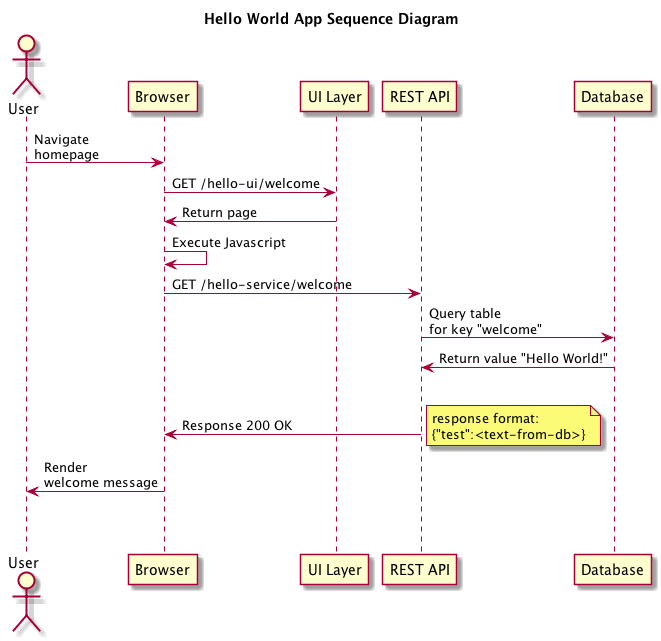 Hello World App Sequence Diagram
User
Browser
UI Layer
REST API
Database
Navigate
homepage
GET /hello-ui/welcome
Return page
Execute Javascript
GET /hello-service/welcome
Query table
for key "welcome"
Return value "Hello World!"
response format:
{"test":<text-from-db>}
Response 200 OK
Render
welcome message
User
Browser
UI Layer
REST API
Database